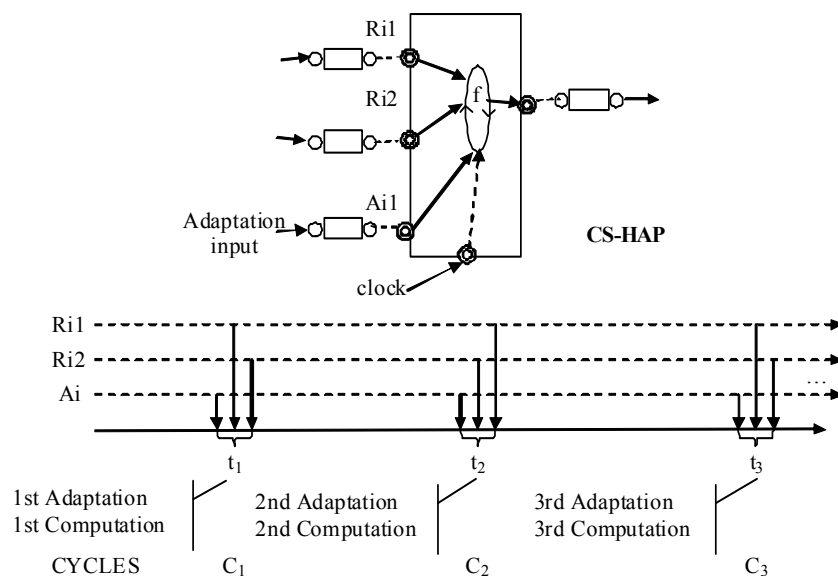 Ri1
Ri2
f
Ai1
Adaptation
input
CS-HAP
clock
Ri1
Ri2
Ai
...
t1
t2
t3
1st Adaptation
1st Computation
2nd Adaptation
2nd Computation
3rd Adaptation
3rd Computation
CYCLES C1 C2 C3